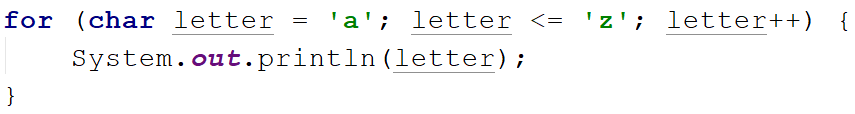 for (char letter = 'a'; letter <= 'z'; letter++) {
    System.out.println(letter);
}